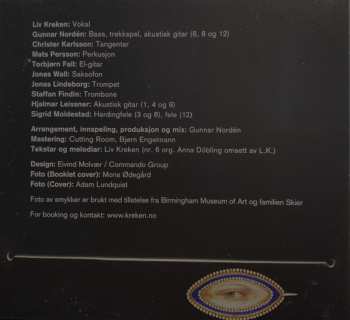 Liv Kreken: Vokal
Gunnar Nordén: Bass, trekkspel, akustisk gitar (6, 8 og 12)
Christer Karlsson: Tangenter
Mats Persson: Perkusjon
Torbjørn Fall: El-gitar
Jonas Wall: Saksofon
Jonas Lindeborg: Trompet
Staffan Findin: Trombone
Hjalmar Leissner: Akustisk gitar (1, 4 og 6)
Sigrid Moldestad: Hardingfele (3 og 6), fele (12)
Arrangement, innspeling, produksjon og mix: Gunnar Nordén
Mastering: Cutting Room, Bjørn Engelmann
Tekstar og melodiar: Liv Kreken (nr. 6 org. Anna Döbling omsett av L.K.)
Design: Eivind Molvær / Commando Group
Foto (Booklet cover): Mona Ødegård
Foto (Cover): Adam Lundquist
Foto av smykker er brukt med tillatelse fra Birmingham Museum of Art og familien Skier
For booking og kontakt: www.kreken.no